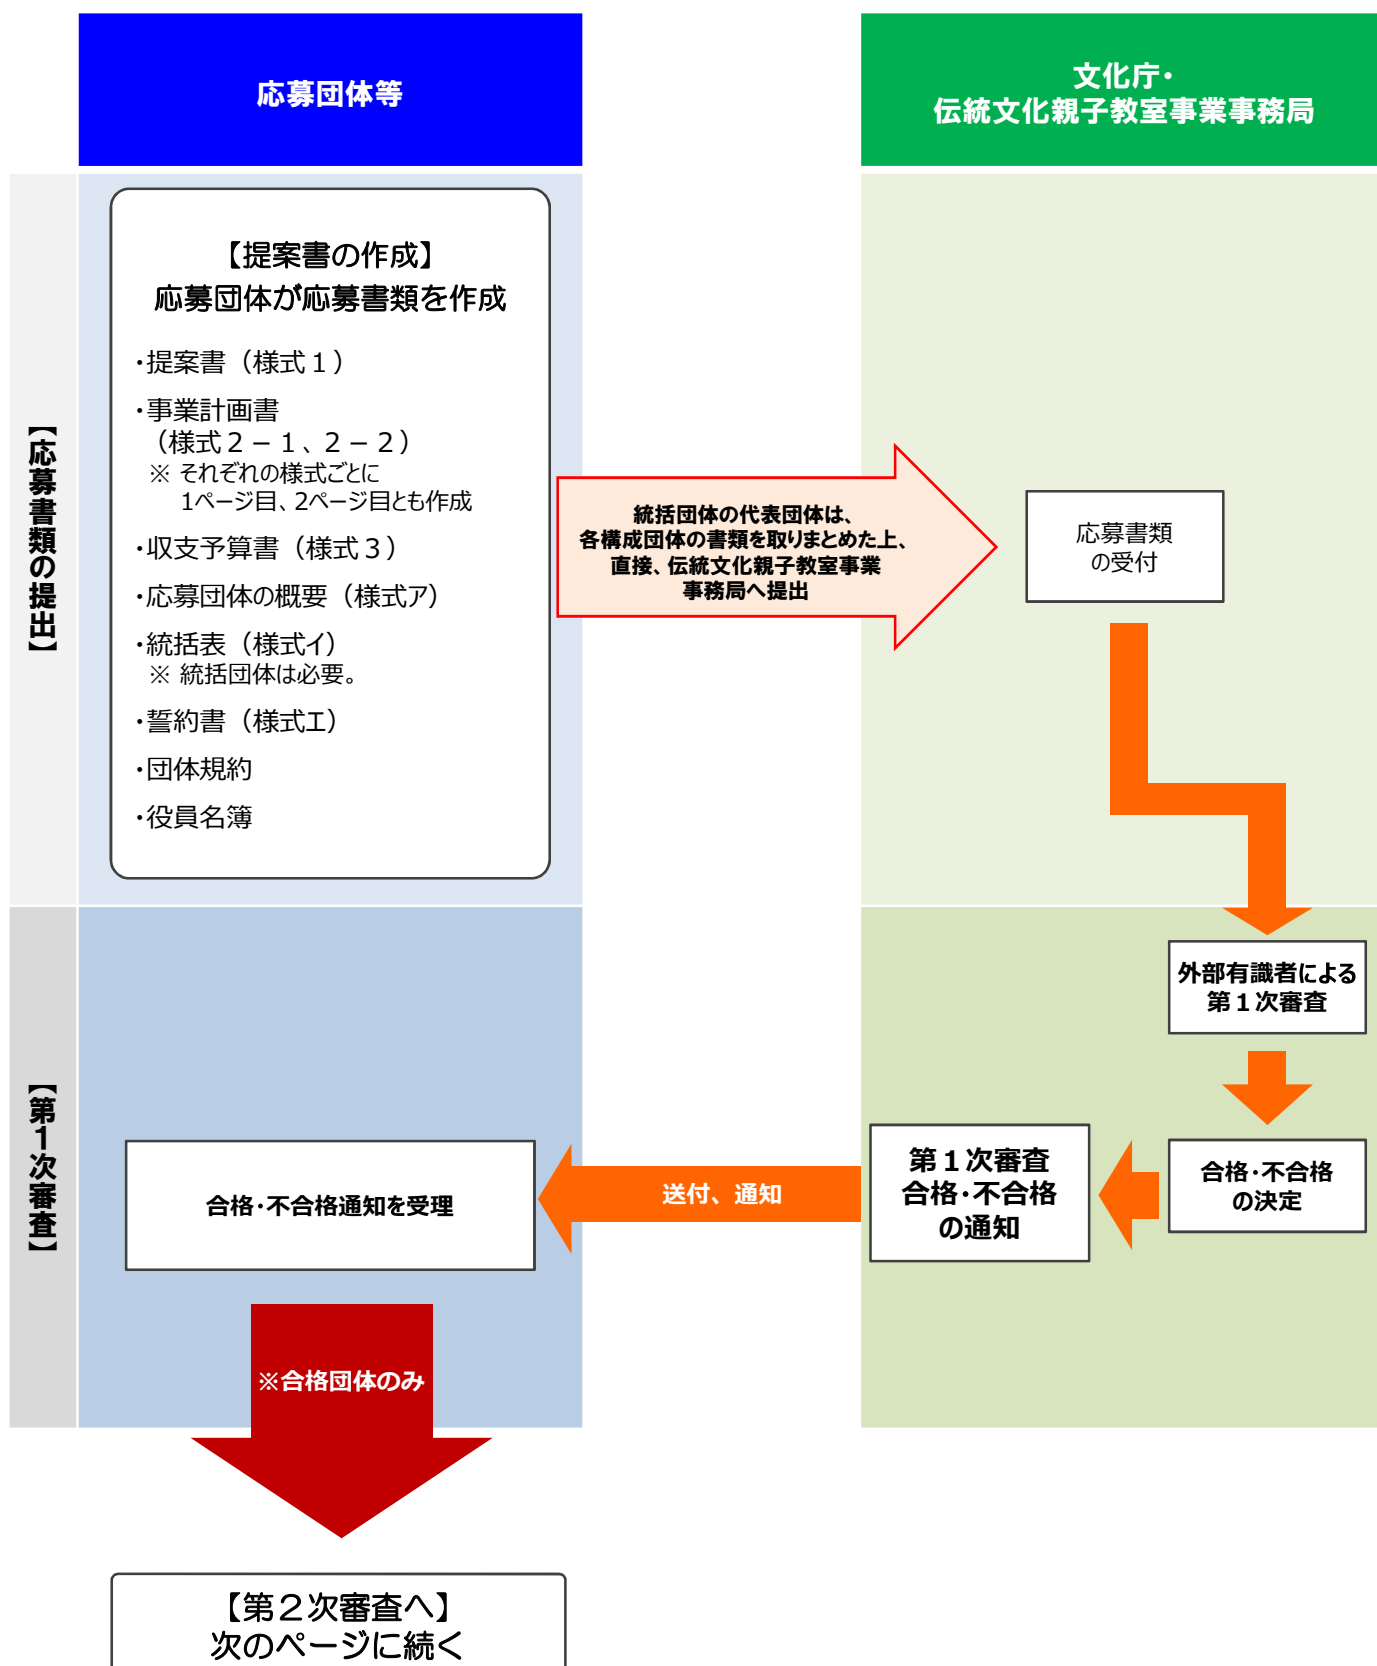 応募団体等
文化庁・
伝統文化親子教室事業事務局
【応募書類の提出】
【提案書の作成】
応募団体が応募書類を作成
・提案書（様式１）
・事業計画書
（様式２－１、２－２）
※ それぞれの様式ごとに
1ページ目、2ページ目とも作成
・収支予算書（様式３）
・応募団体の概要（様式ア）
・統括表（様式イ）
※ 統括団体は必要。
・誓約書（様式エ）
・団体規約
・役員名簿
統括団体の代表団体は、
各構成団体の書類を取りまとめた上、
直接、伝統文化親子教室事業
事務局へ提出
応募書類
の受付
【第１次審査】
外部有識者による
第１次審査
合格・不合格
の決定
第１次審査
合格・不合格
の通知
送付、通知
合格・不合格通知を受理
※合格団体のみ
【第２次審査へ】
次のページに続く